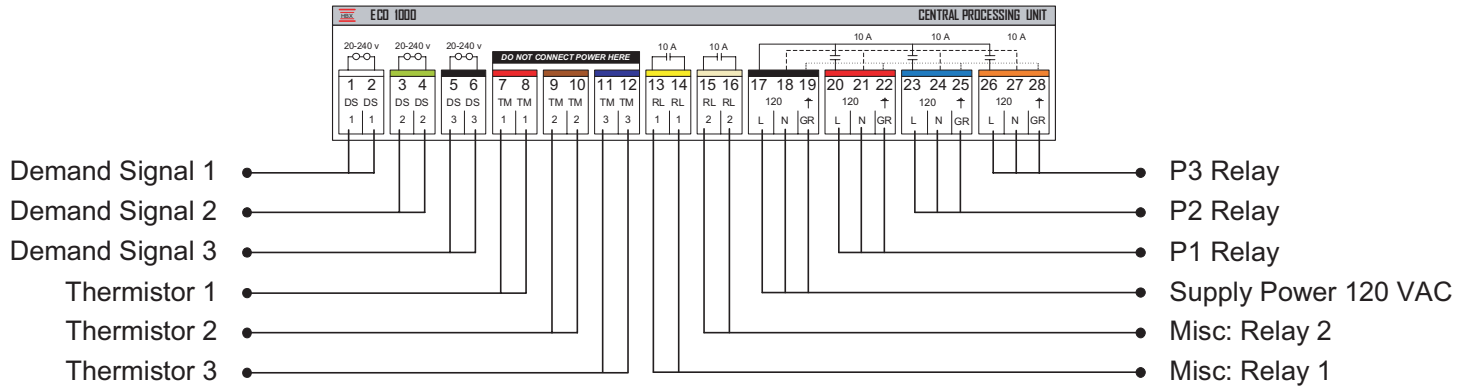 HBX ECO 1000 CENTRAL PROCESSING UNIT
20-240 v 20-240 v 20-240 v 10 A 10 A 10 A 10 A 10 A
DO NOT CONNECT POWER HERE
1 2 3 4 5 6 7 8 9 10 11 12 13 14 15 16 17 18 19 20 21 22 23 24 25 26 27 28
DS DS DS DS DS DS TM TM TM TM TM TM RL RL RL RL 120 ↑ 120 ↑ 120 ↑ 120 ↑
1 1 2 2 3 3 1 1 2 2 3 3 1 1 2 2 L N GR L N GR L N GR L N GR
Demand Signal 1 P3 Relay
Demand Signal 2 P2 Relay
Demand Signal 3 P1 Relay
Thermistor 1 Supply Power 120 VAC
Thermistor 2 Misc: Relay 2
Thermistor 3 Misc: Relay 1